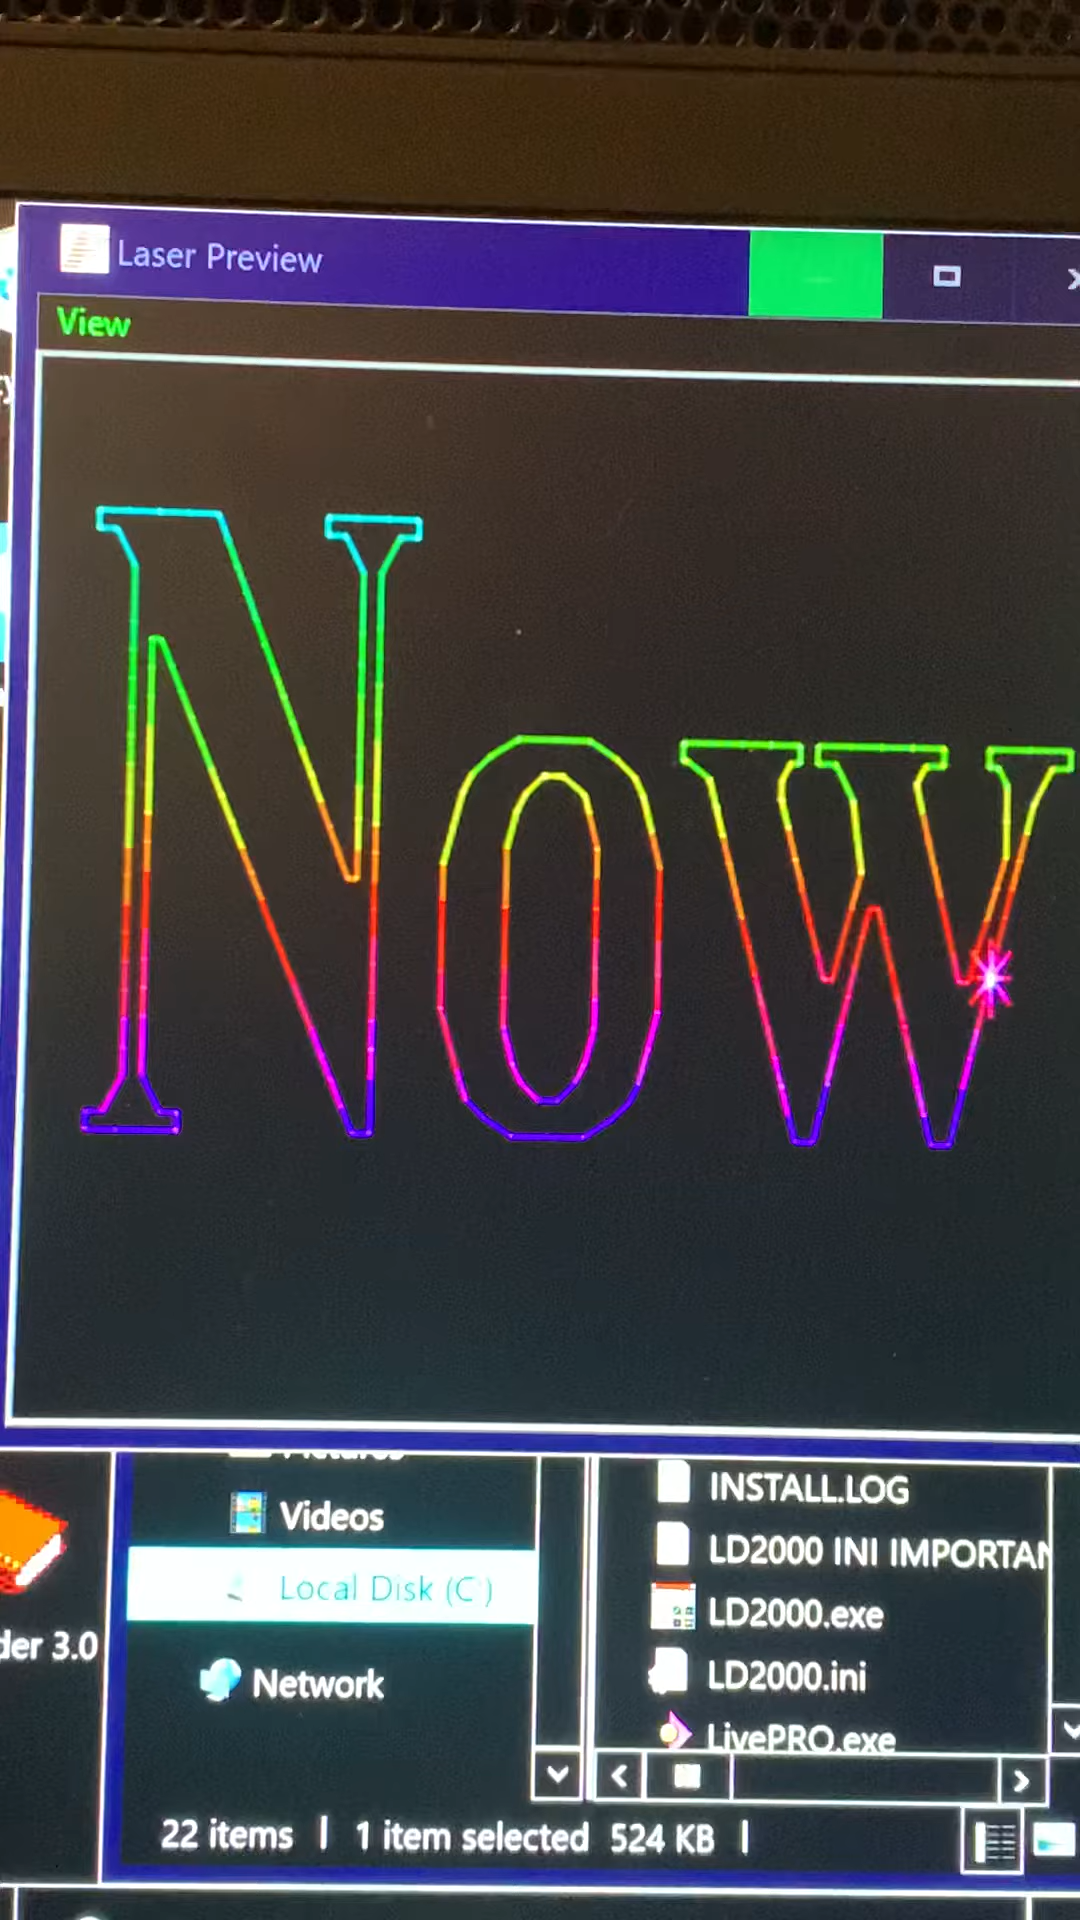 Laser Preview
View
Now
Videos
Local Disk (C:)
Network
der 3.0
INSTALL.LOG
LD2000 INI IMPORTAN
LD2000.exe
LD2000.ini
LivePRO.exe
22 items | 1 item selected 524 KB |